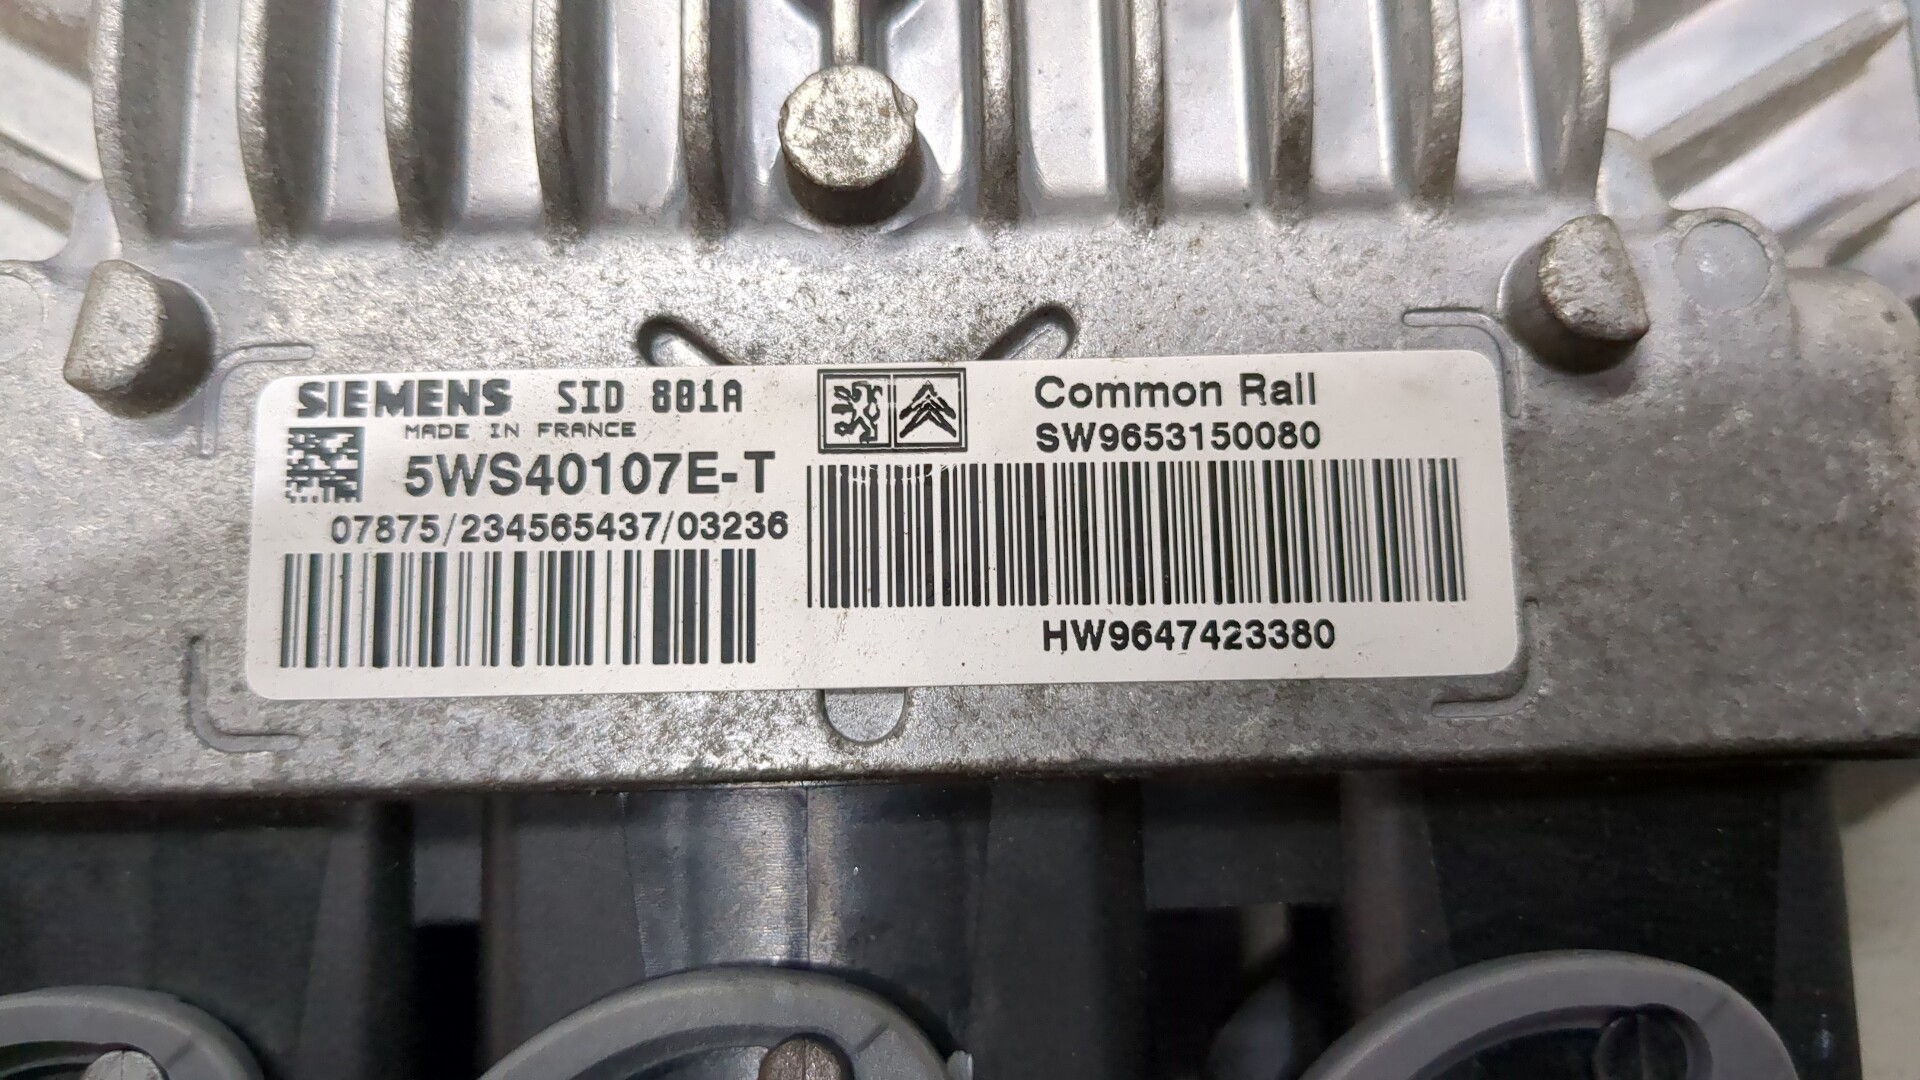 SIEMENS SID 801A
MADE IN FRANCE
5WS40107E-T
07875/234565437/03236
Common Rail
SW9653150080
HW9647423380